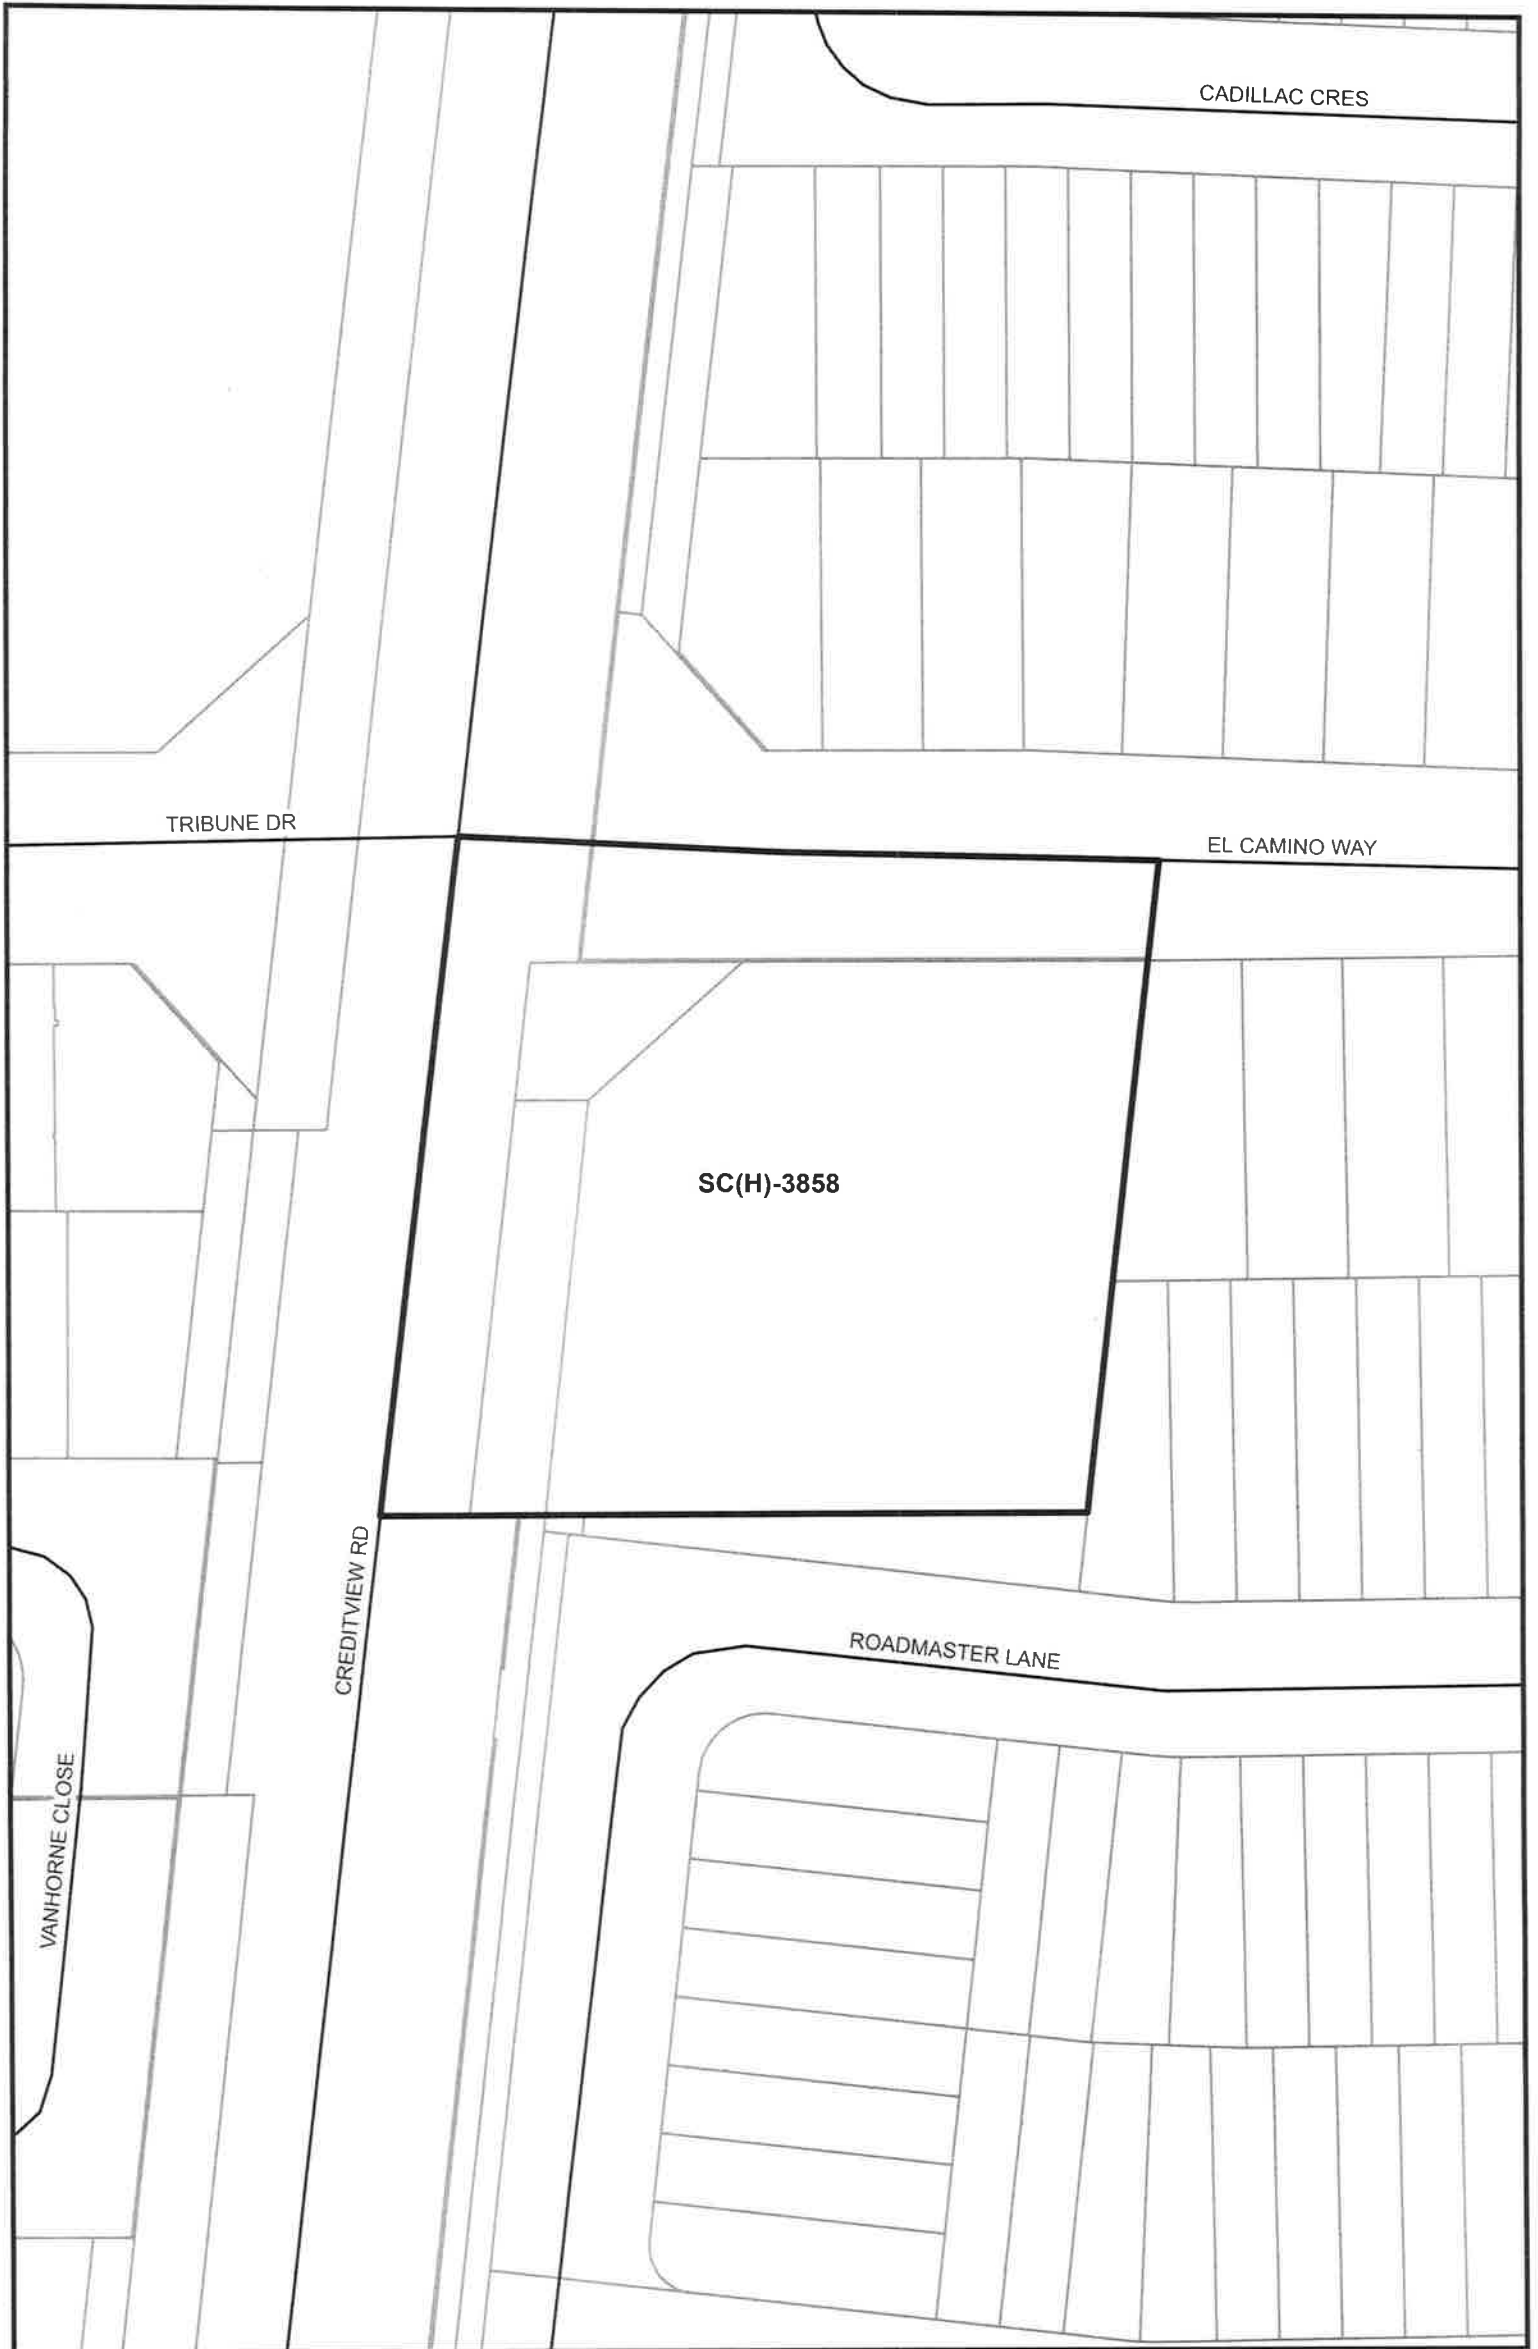 CADILLAC CRES
TRIBUNE DR
EL CAMINO WAY
SC(H)-3858
CREDITVIEW RD
ROADMASTER LANE
VANHORNE CLOSE